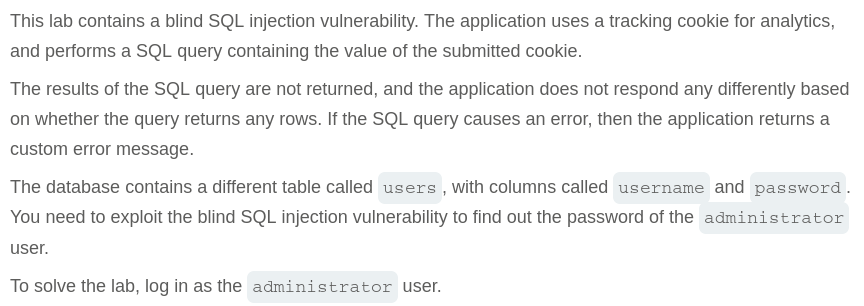 This lab contains a blind SQL injection vulnerability. The application uses a tracking cookie for analytics,
and performs a SQL query containing the value of the submitted cookie.
The results of the SQL query are not returned, and the application does not respond any differently based
on whether the query returns any rows. If the SQL query causes an error, then the application returns a
custom error message.
The database contains a different table called users, with columns called username and password.
You need to exploit the blind SQL injection vulnerability to find out the password of the administrator
user.
To solve the lab, log in as the administrator user.